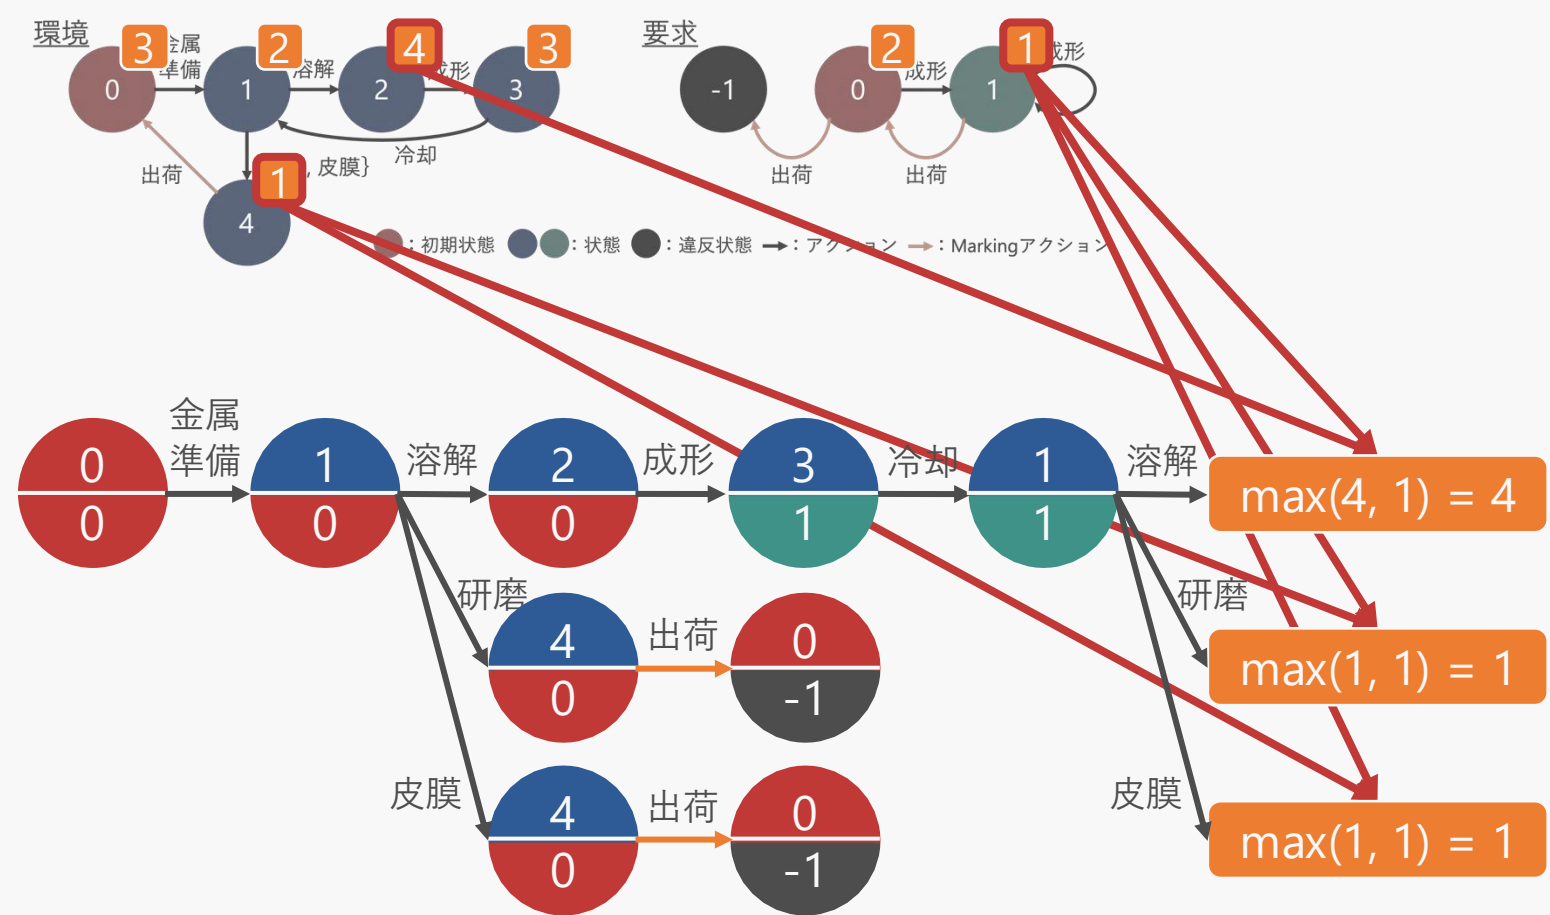 環境
3
金属
準備
2
溶解
4
成形
3
0
1
2
3
冷却
出荷
1
, 皮膜}
4
要求
2
成形
1
成形
-1
0
1
出荷
出荷
：初期状態
：状態
：違反状態
：アクション
：Markingアクション
金属
準備
0
0
1
0
溶解
2
0
成形
3
1
冷却
1
1
溶解
max(4, 1) = 4
研磨
4
0
出荷
0
-1
研磨
max(1, 1) = 1
皮膜
4
0
出荷
0
-1
皮膜
max(1, 1) = 1